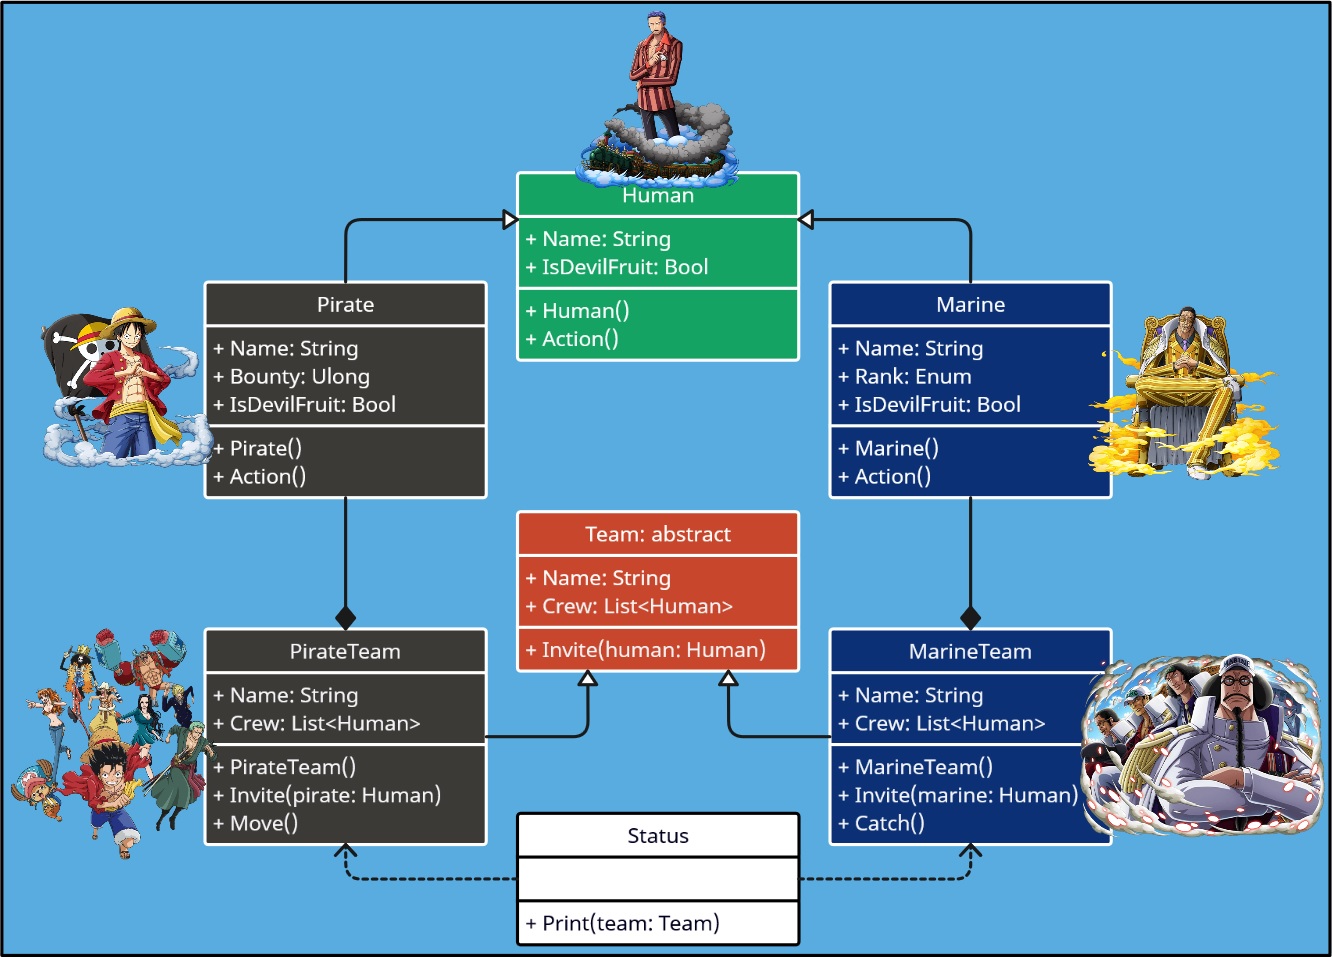 Human
+ Name: String
+ IsDevilFruit: Bool
+ Human()
+ Action()
Pirate
+ Name: String
+ Bounty: Ulong
+ IsDevilFruit: Bool
+ Pirate()
+ Action()
Marine
+ Name: String
+ Rank: Enum
+ IsDevilFruit: Bool
+ Marine()
+ Action()
Team: abstract
+ Name: String
+ Crew: List<Human>
+ Invite(human: Human)
PirateTeam
+ Name: String
+ Crew: List<Human>
+ PirateTeam()
+ Invite(pirate: Human)
+ Move()
MarineTeam
+ Name: String
+ Crew: List<Human>
+ MarineTeam()
+ Invite(marine: Human)
+ Catch()
Status
+ Print(team: Team)